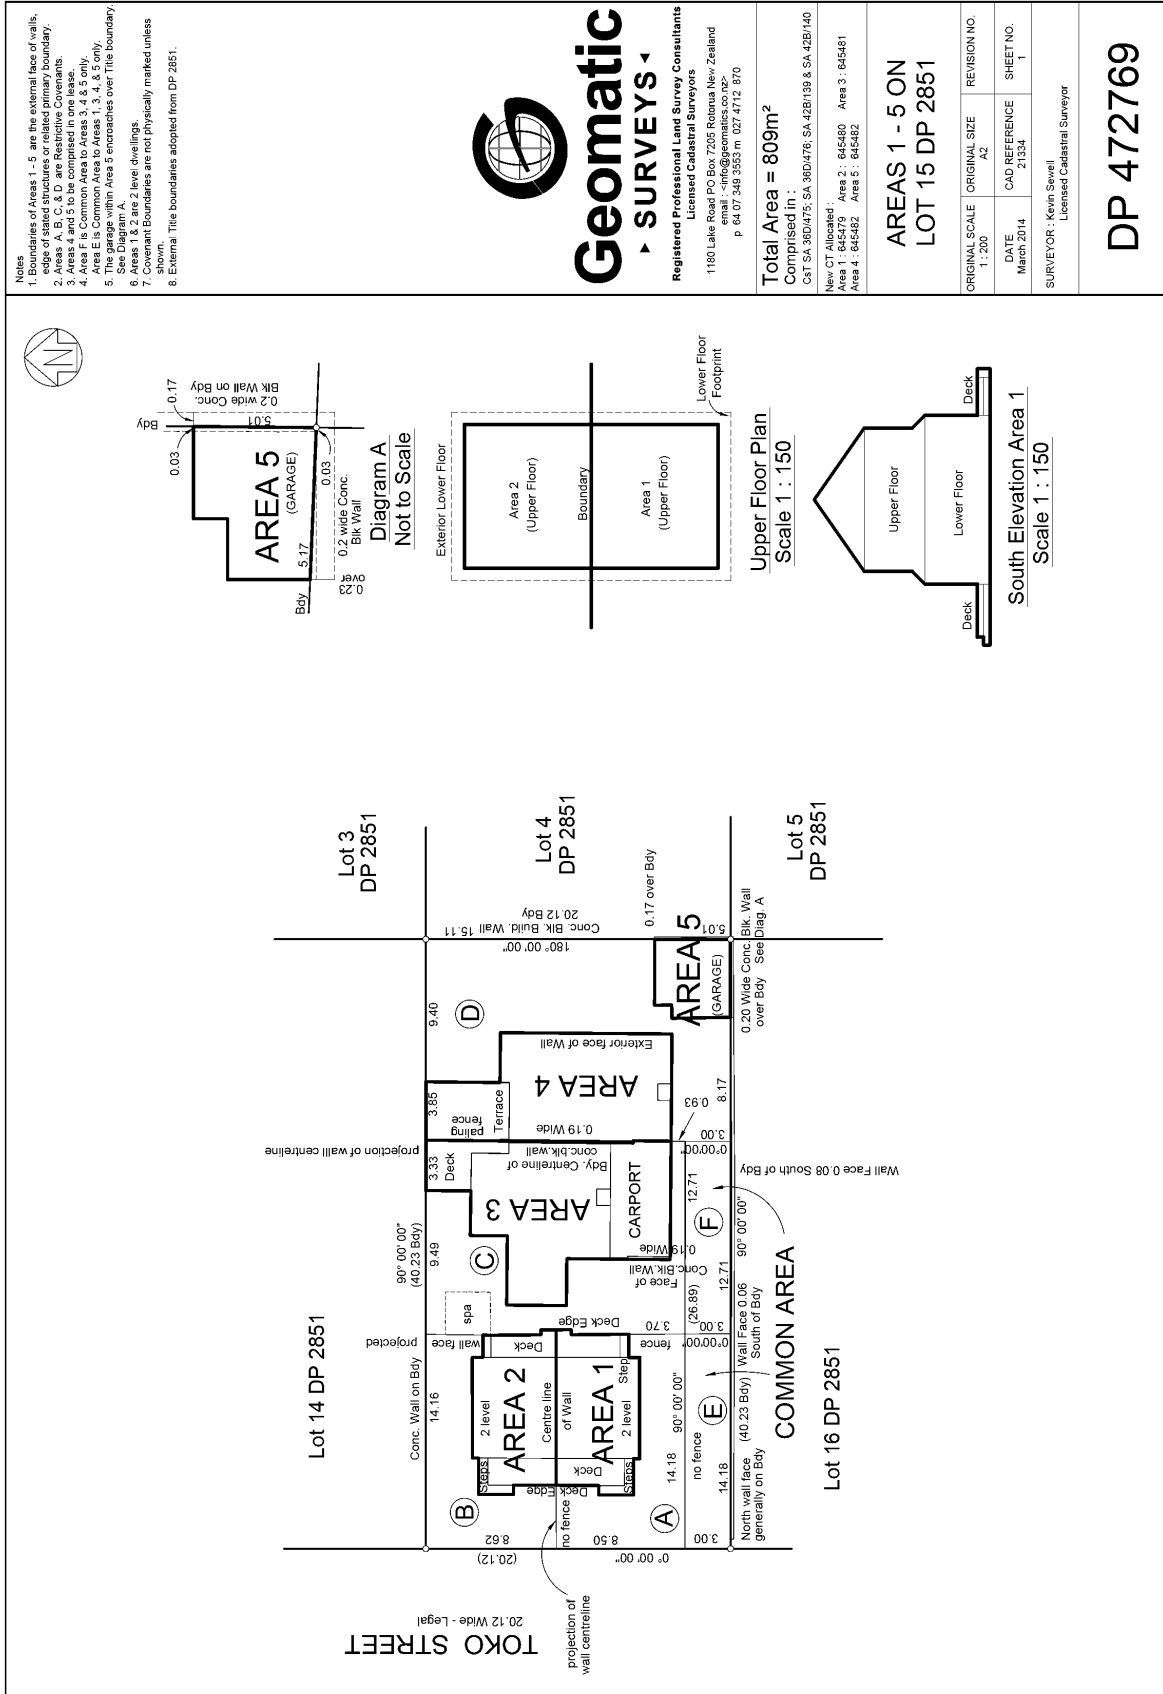 Notes
1. Boundaries of Areas 1 - 5 are the external face of walls,
edge of stated structures or related primary boundary.
2. Areas A, B, C, & D are Restrictive Covenants.
3. Areas 4 and 5 to be comprised in one lease.
4. Area F is Common Area to Areas 3, 4 & 5 only.
Area E is Common Area to Areas 1, 3, 4, & 5 only.
5. The garage within Area 5 encroaches over Title boundary.
See Diagram A.
6. Areas 1 & 2 are 2 level dwellings.
7. Covenant Boundaries are not physically marked unless
shown.
8. External Title boundaries adopted from DP 2851.
Geomatic
SURVEYS
Registered Professional Land Survey Consultants
Licensed Cadastral Surveyors
1180 Lake Road PO Box 7205 Rotorua New Zealand
email : <info@geomatics.co.nz>
p 64 07 349 3553 m 027 4712 870
Total Area = 809m²
Comprised in :
CsT SA 36D/475; SA 36D/476; SA 42B/139 & SA 42B/140
New CT Allocated :
Area 1 : 645479 Area 2 : 645480 Area 3 : 645481
Area 4 : 645482 Area 5 : 645482
AREAS 1 - 5 ON
LOT 15 DP 2851
ORIGINAL SCALE
1 : 200
ORIGINAL SIZE
A2
REVISION NO.
DATE
March 2014
CAD REFERENCE
21334
SHEET NO.
1
SURVEYOR : Kevin Sewell
Licensed Cadastral Surveyor
DP 472769
N
Bdy
0.03
0.17
5.01
0.2 wide Conc.
Blk Wall on Bdy
AREA 5
(GARAGE)
0.03
5.17
Bdy
0.23
over
0.2 wide Conc.
Blk Wall
Diagram A
Not to Scale
Exterior Lower Floor
Area 2
(Upper Floor)
Boundary
Area 1
(Upper Floor)
Lower Floor
Footprint
Upper Floor Plan
Scale 1 : 150
Upper Floor
Lower Floor
Deck
Deck
South Elevation Area 1
Scale 1 : 150
Lot 3
DP 2851
Lot 4
DP 2851
Lot 5
DP 2851
Lot 14 DP 2851
Lot 16 DP 2851
TOKO STREET
20.12 Wide - Legal
projection of
wall centreline
(20.12)
8.62
8.50
0° 00' 00"
3.00
no fence
Conc. Wall on Bdy
14.16
projected
wall face
90° 00' 00"
(40.23 Bdy)
9.49
3.33
projection of wall centreline
3.85
9.40
B
Steps
Deck Edge
2 level
AREA 2
Deck
Centre line
of Wall
AREA 1
2 level
Step
Deck
Steps
Deck Edge
A
spa
C
Deck
AREA 3
Bdy. Centreline of
conc.blk.wall
0.19 Wide
CARPORT
0.19 Wide
Face of
Conc.Blk.Wall
paling
fence
Terrace
AREA 4
Exterior face of Wall
D
180° 00' 00"
Conc. Blk. Build. Wall 15.11
20.12 Bdy
0.17 over Bdy
AREA 5
(GARAGE)
5.01
0.20 Wide Conc. Blk. Wall
over Bdy See Diag. A
8.17
0.93
3.00
0°00'00"
12.71
F
90° 00' 00"
12.71
(26.89)
3.70
fence
3.00
0°00'00"
Wall Face 0.08 South of Bdy
Wall Face 0.06
South of Bdy
COMMON AREA
90° 00' 00"
E
14.18
no fence
14.18
(40.23 Bdy)
North wall face
generally on Bdy